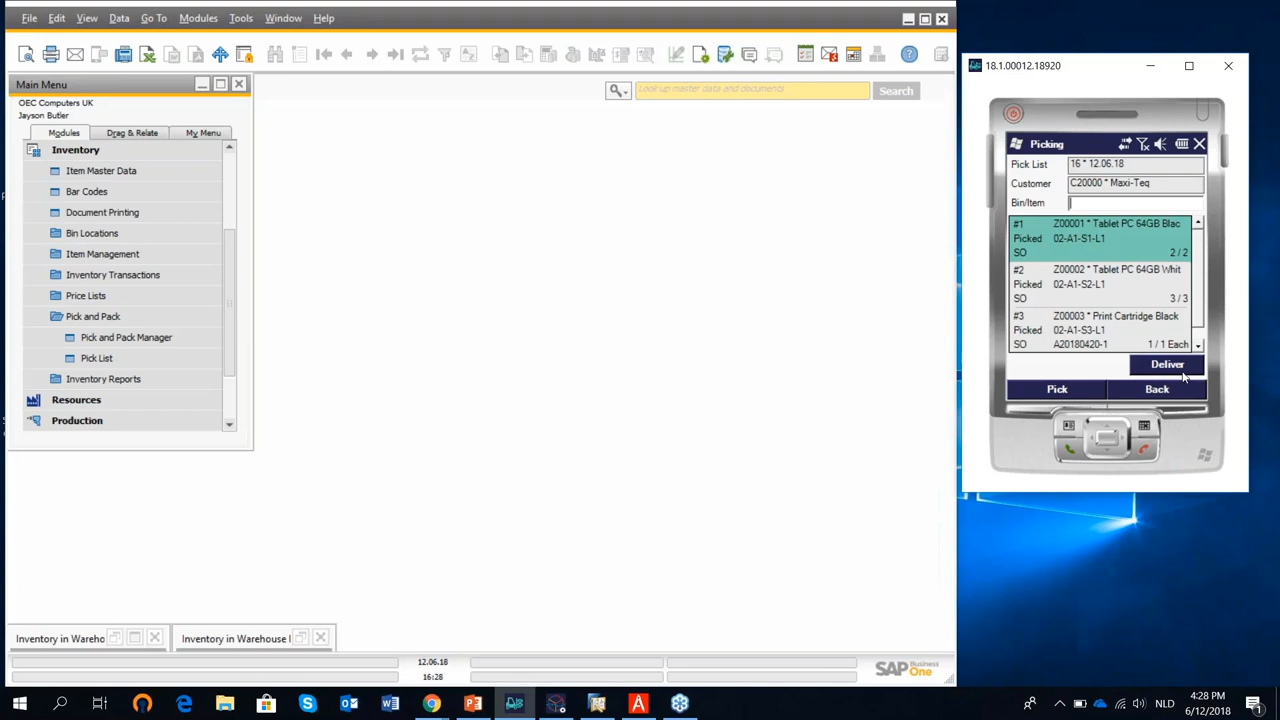 File Edit View Data Go To Modules Tools Window Help
Main Menu
OEC Computers UK
Jayson Butler
Modules Drag & Relate My Menu
Inventory
Item Master Data
Bar Codes
Document Printing
Bin Locations
Item Management
Inventory Transactions
Price Lists
Pick and Pack
Pick and Pack Manager
Pick List
Inventory Reports
Resources
Production
Look up master data and documents
Search
18.1.00012.18920
Picking
Pick List 16 * 12.06.18
Customer C20000 * Maxi-Teq
Bin/Item
#1 Z00001 * Tablet PC 64GB Blac
Picked 02-A1-S1-L1
SO 2 / 2
#2 Z00002 * Tablet PC 64GB Whit
Picked 02-A1-S2-L1
SO 3 / 3
#3 Z00003 * Print Cartridge Black
Picked 02-A1-S3-L1
SO A20180420-1 1 / 1 Each
Deliver
Pick Back
Inventory in Wareho
Inventory in Warehouse I
12.06.18
16:28
SAP Business One
NLD
4:28 PM
6/12/2018